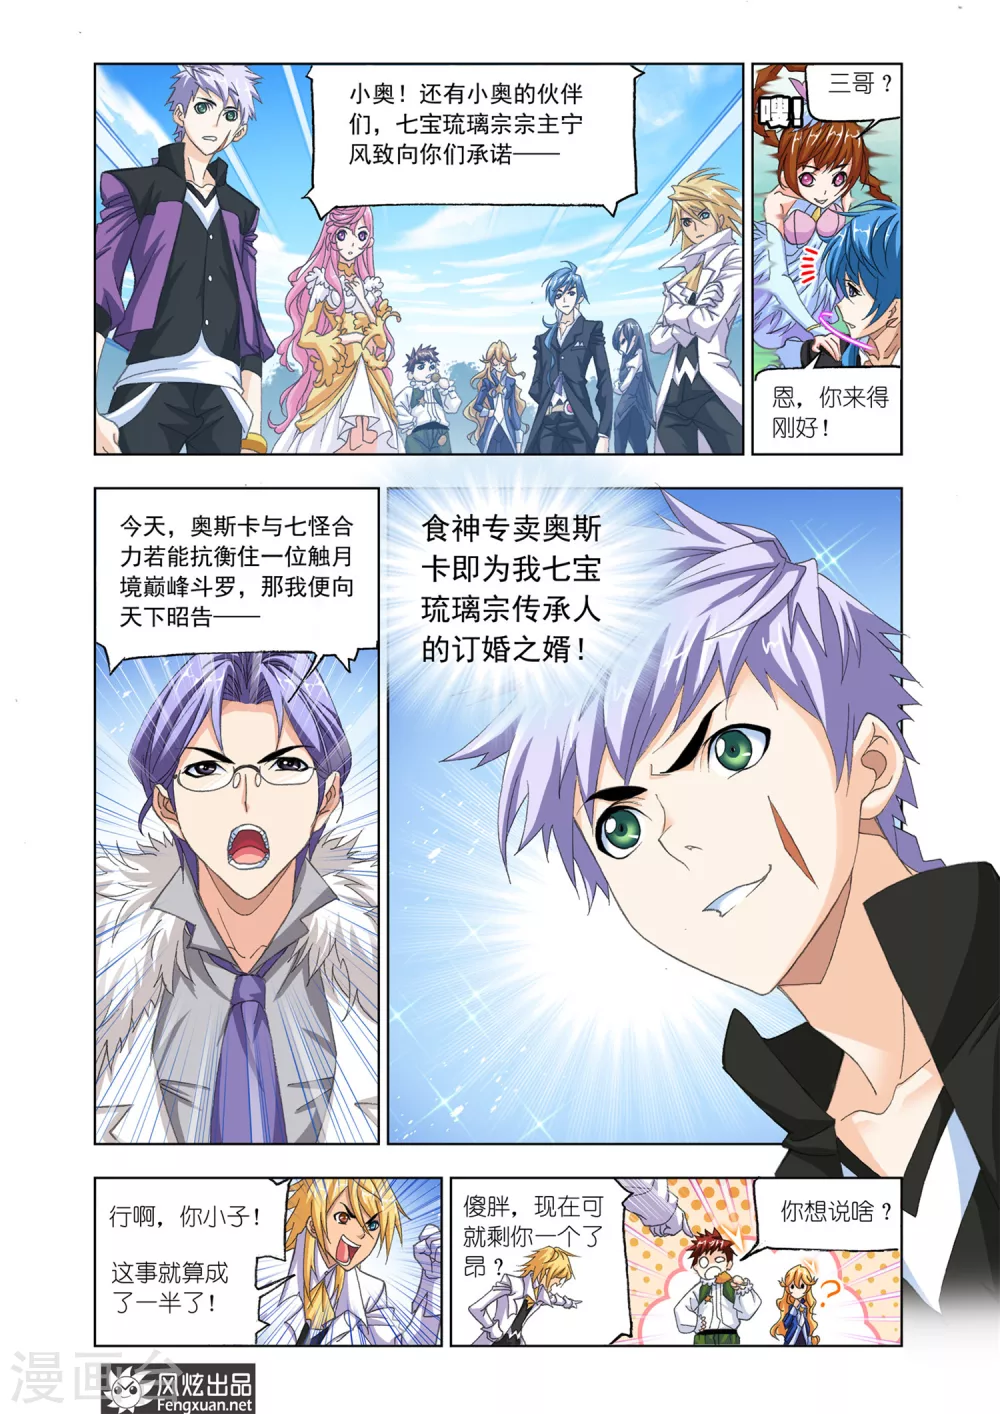 小奥！还有小奥的伙伴
们，七宝琉璃宗宗主宁
风致向你们承诺——
三哥？
嗖！
恩，你来得
刚好！
今天，奥斯卡与七怪合
力若能抗衡住一位触月
境巅峰斗罗，那我便向
天下昭告——
食神专卖奥斯
卡即为我七宝
琉璃宗传承人
的订婚之婿！
行啊，你小子！
这事就算成
了一半了！
傻胖，现在可
就剩你一个了
昂？
你想说啥？
?
漫画台
风炫出品
Fengxuan.net